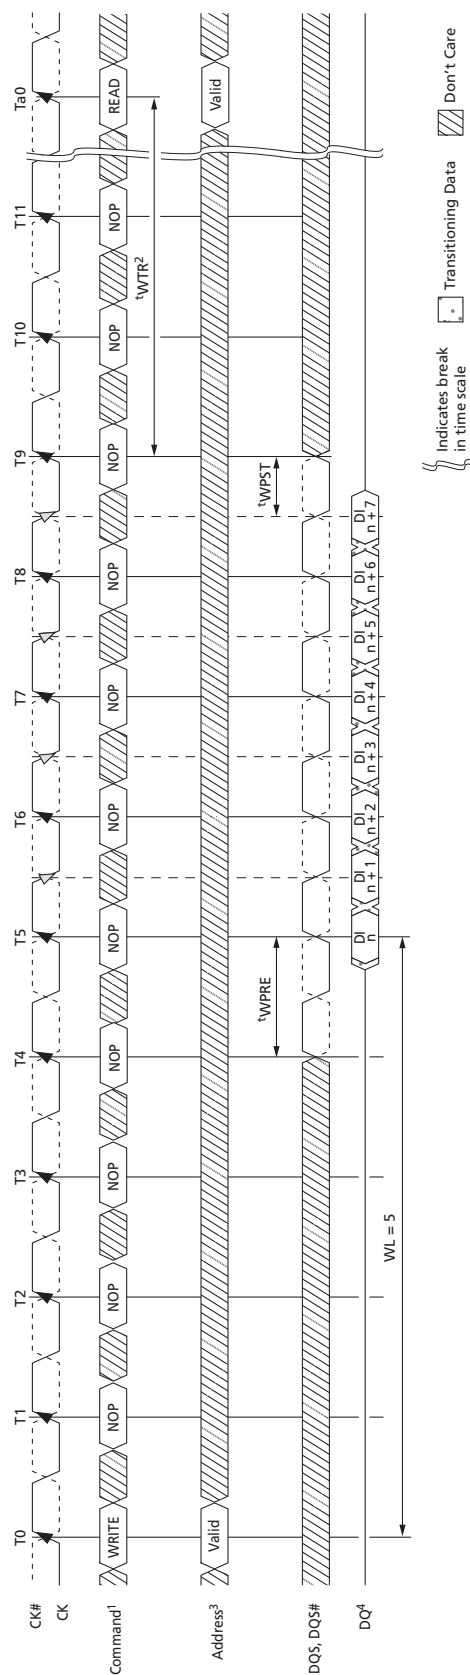 T0 T1 T2 T3 T4 T5 T6 T7 T8 T9 T10 T11 Ta0
CK#
CK
Command1 WRITE NOP NOP NOP NOP NOP NOP NOP NOP NOP NOP NOP READ
tWTR2
Address3 Valid Valid
tWPRE tWPST
DQS, DQS#
DQ4 DI n DI n + 1 DI n + 2 DI n + 3 DI n + 4 DI n + 5 DI n + 6 DI n + 7
WL = 5
Indicates break in time scale
Transitioning Data
Don't Care